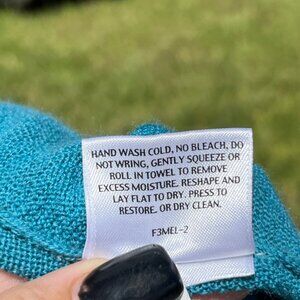 HAND WASH COLD, NO BLEACH, DO
NOT WRING, GENTLY SQUEEZE OR
ROLL IN TOWEL TO REMOVE
EXCESS MOISTURE. RESHAPE AND
LAY FLAT TO DRY. PRESS TO
RESTORE. OR DRY CLEAN.
F3MEL-2